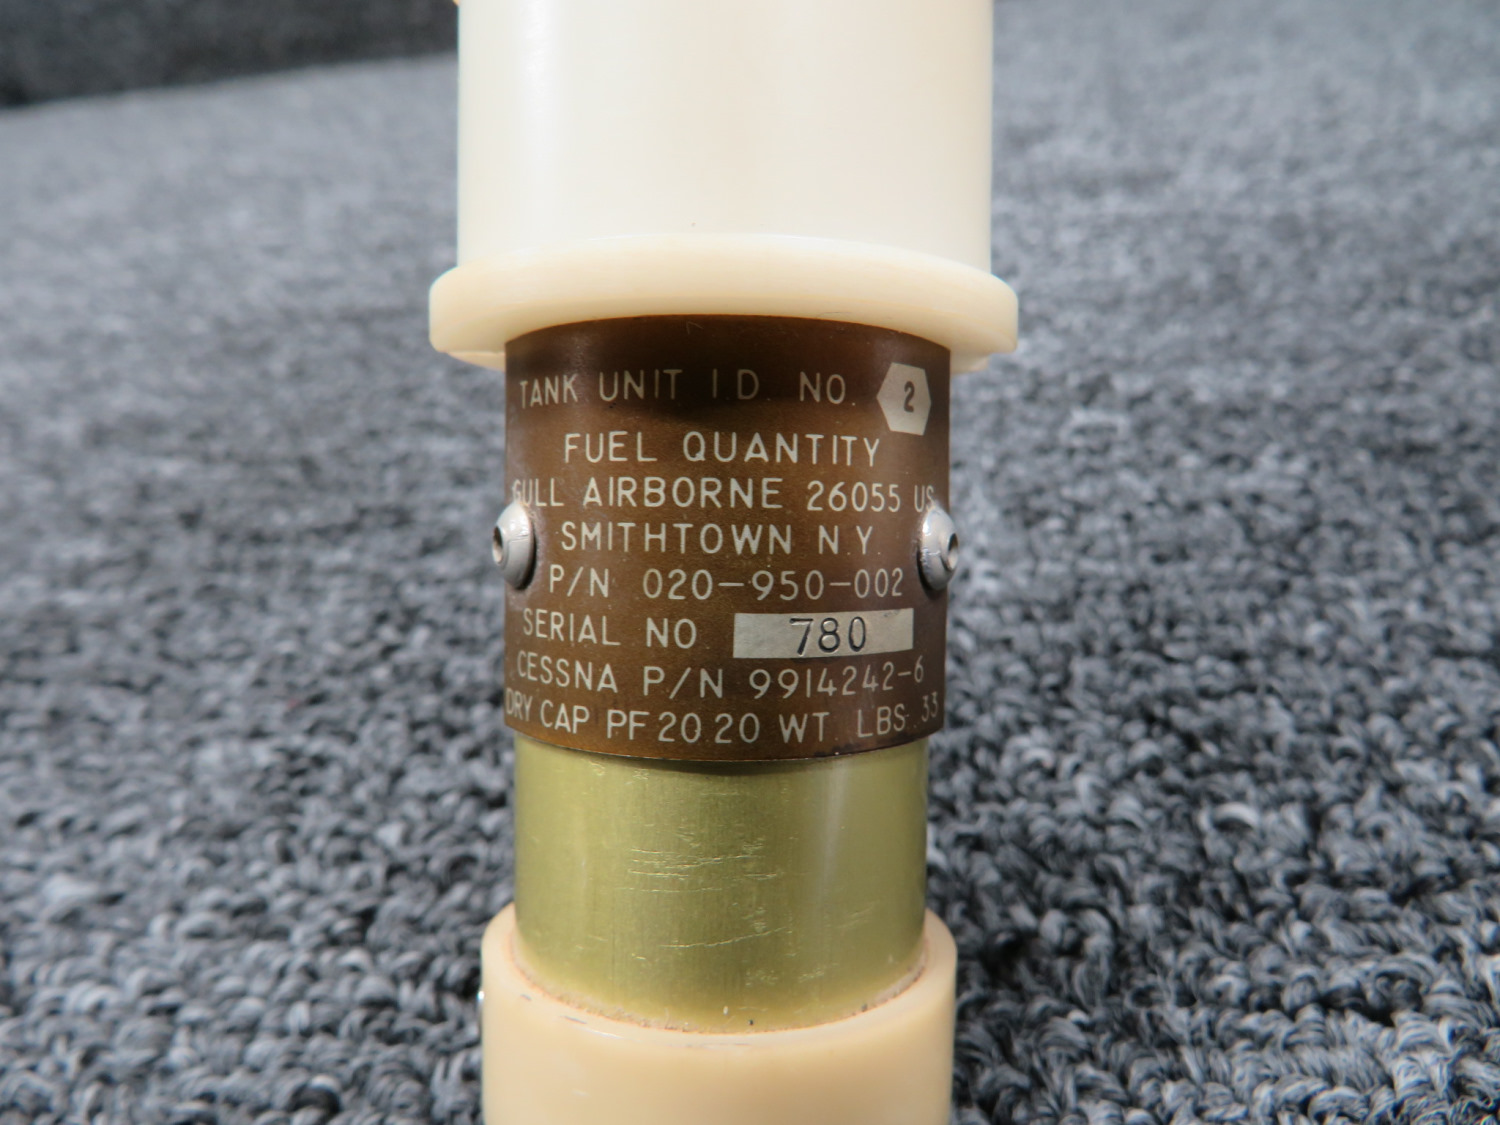 TANK UNIT I.D. NO. 2
FUEL QUANTITY
GULL AIRBORNE 26055 US
SMITHTOWN N.Y.
P/N 020-950-002
SERIAL NO 780
CESSNA P/N 9914242-6
DRY CAP PF 20 20 WT. LBS .33